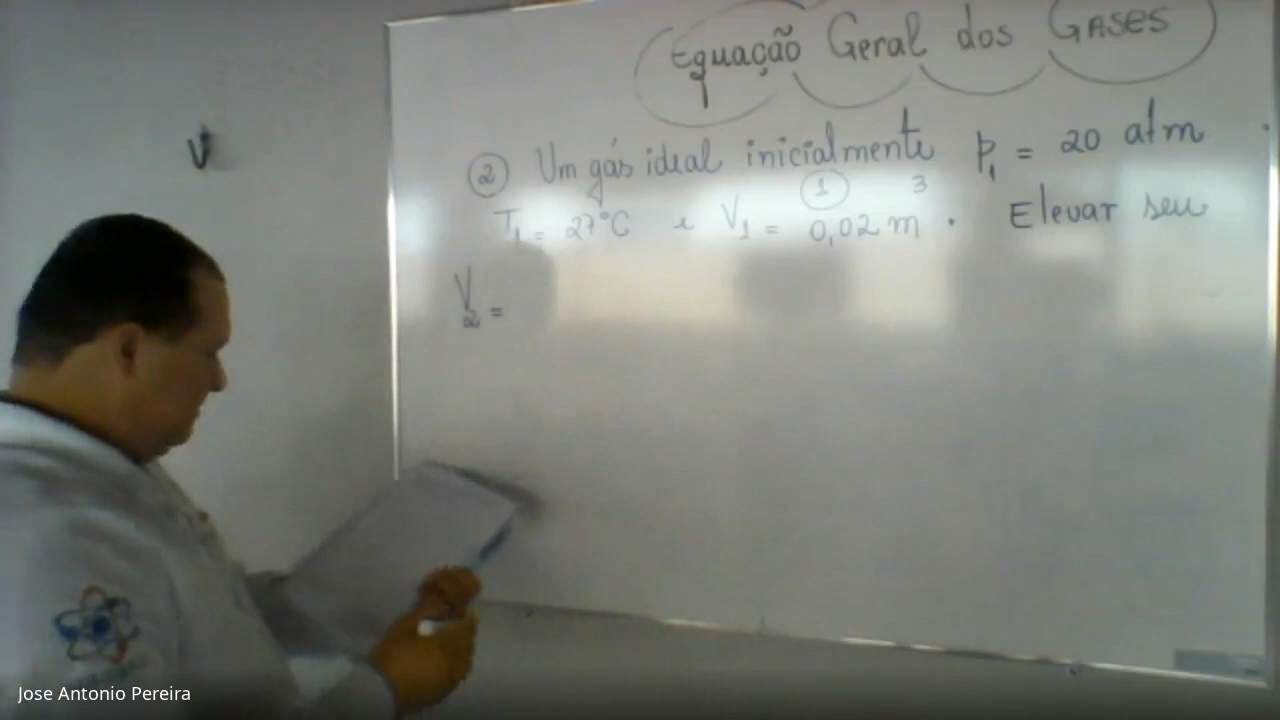 Equação Geral dos GASES
② Um gás ideal inicialmente p₁ = 20 atm
①
T₁ = 27°C e V₁ = 0,02 m³. Elevar seu
V₂ =
V
Jose Antonio Pereira